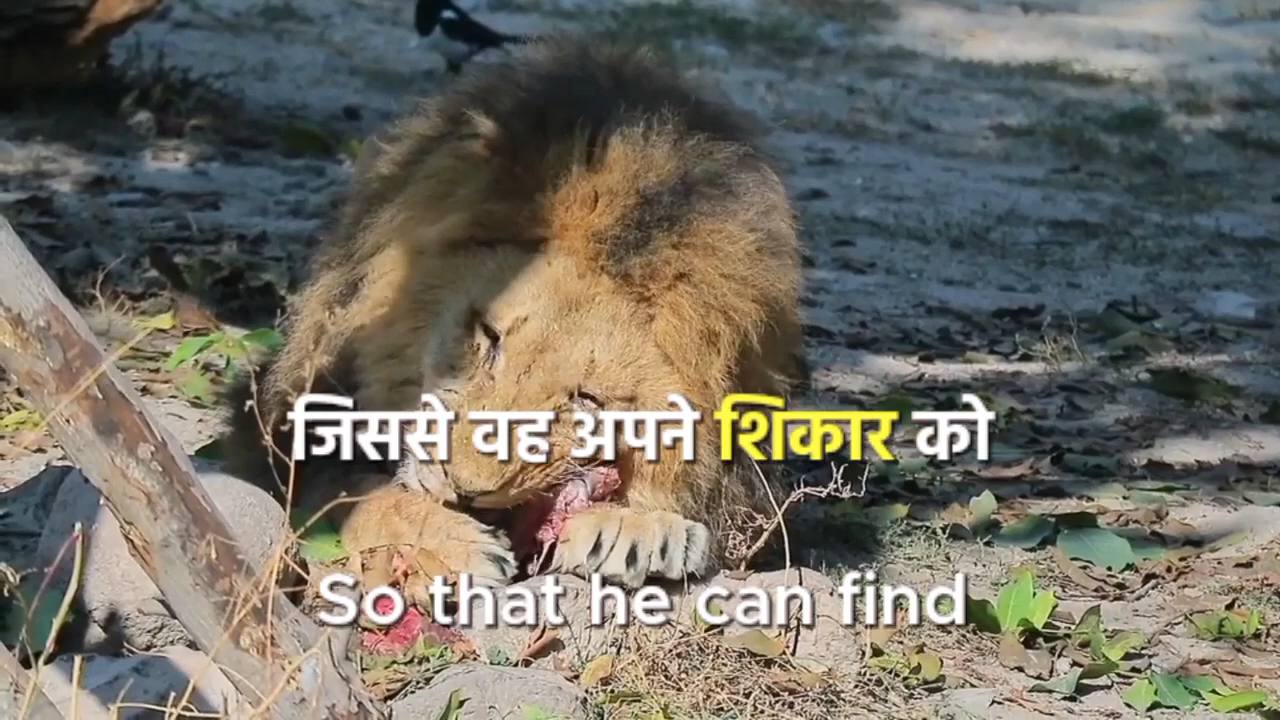 जिससे वह अपने शिकार को
So that he can find